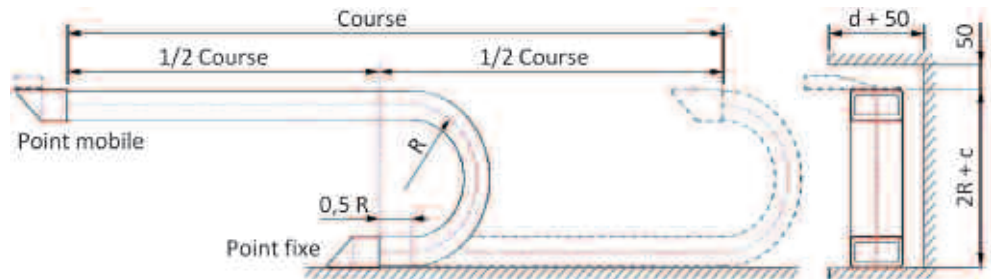 Course
d + 50
1/2 Course
1/2 Course
50
Point mobile
R
2R + c
0,5 R
Point fixe